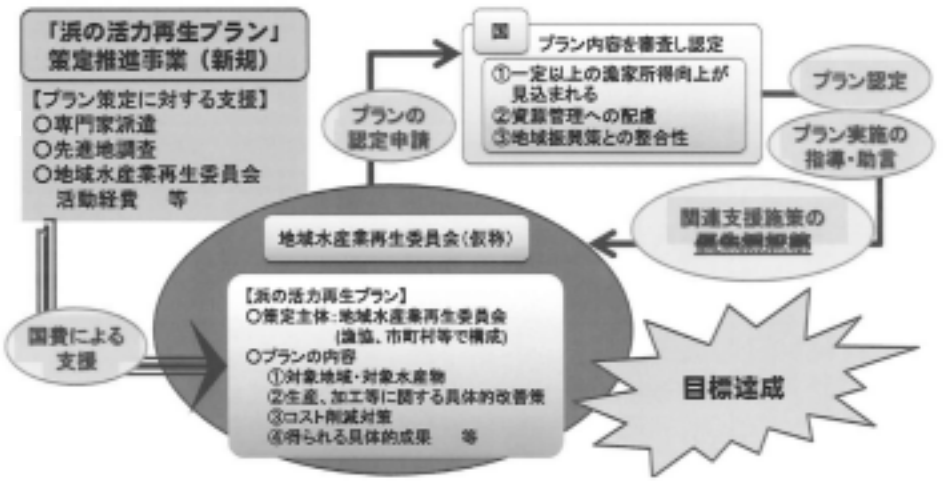 「浜の活力再生プラン」
策定推進事業（新規）
【プラン策定に対する支援】
○専門家派遣
○先進地調査
○地域水産業再生委員会
活動経費　等
国費による
支援
プランの
認定申請
国
プラン内容を審査し認定
①一定以上の漁家所得向上が
見込まれる
②資源管理への配慮
③地域振興策との整合性
プラン認定
プラン実施の
指導・助言
関連支援施策の
地域水産業再生委員会(仮称)
【浜の活力再生プラン】
○策定主体：地域水産業再生委員会
(漁協、市町村等で構成)
○プランの内容
①対象地域・対象水産物
②生産、加工等に関する具体的改善策
③コスト削減対策
④得られる具体的成果　等
目標達成